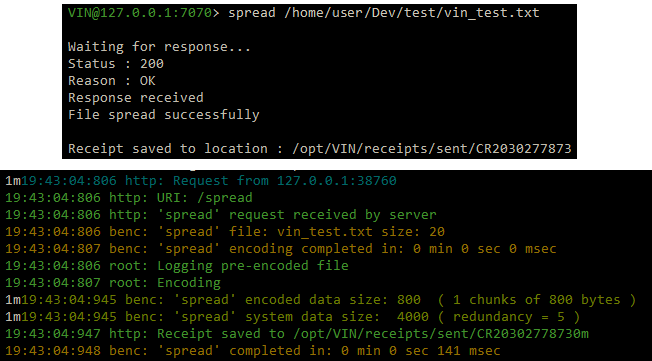 VIN@127.0.0.1:7070> spread /home/user/Dev/test/vin_test.txt
Waiting for response...
Status : 200
Reason : OK
Response received
File spread successfully
Receipt saved to location : /opt/VIN/receipts/sent/CR2030277873
1m19:43:04:806 http: Request from 127.0.0.1:38760
19:43:04:806 http: URI: /spread
19:43:04:806 http: 'spread' request received by server
19:43:04:806 benc: 'spread' file: vin_test.txt size: 20
19:43:04:807 benc: 'spread' encoding completed in: 0 min 0 sec 0 msec
19:43:04:806 root: Logging pre-encoded file
19:43:04:807 root: Encoding
1m19:43:04:945 benc: 'spread' encoded data size: 800  ( 1 chunks of 800 bytes )
1m19:43:04:945 benc: 'spread' system data size:  4000 ( redundancy = 5 )
19:43:04:947 http: Receipt saved to /opt/VIN/receipts/sent/CR20302778730m
19:43:04:948 benc: 'spread' completed in: 0 min 0 sec 141 msec